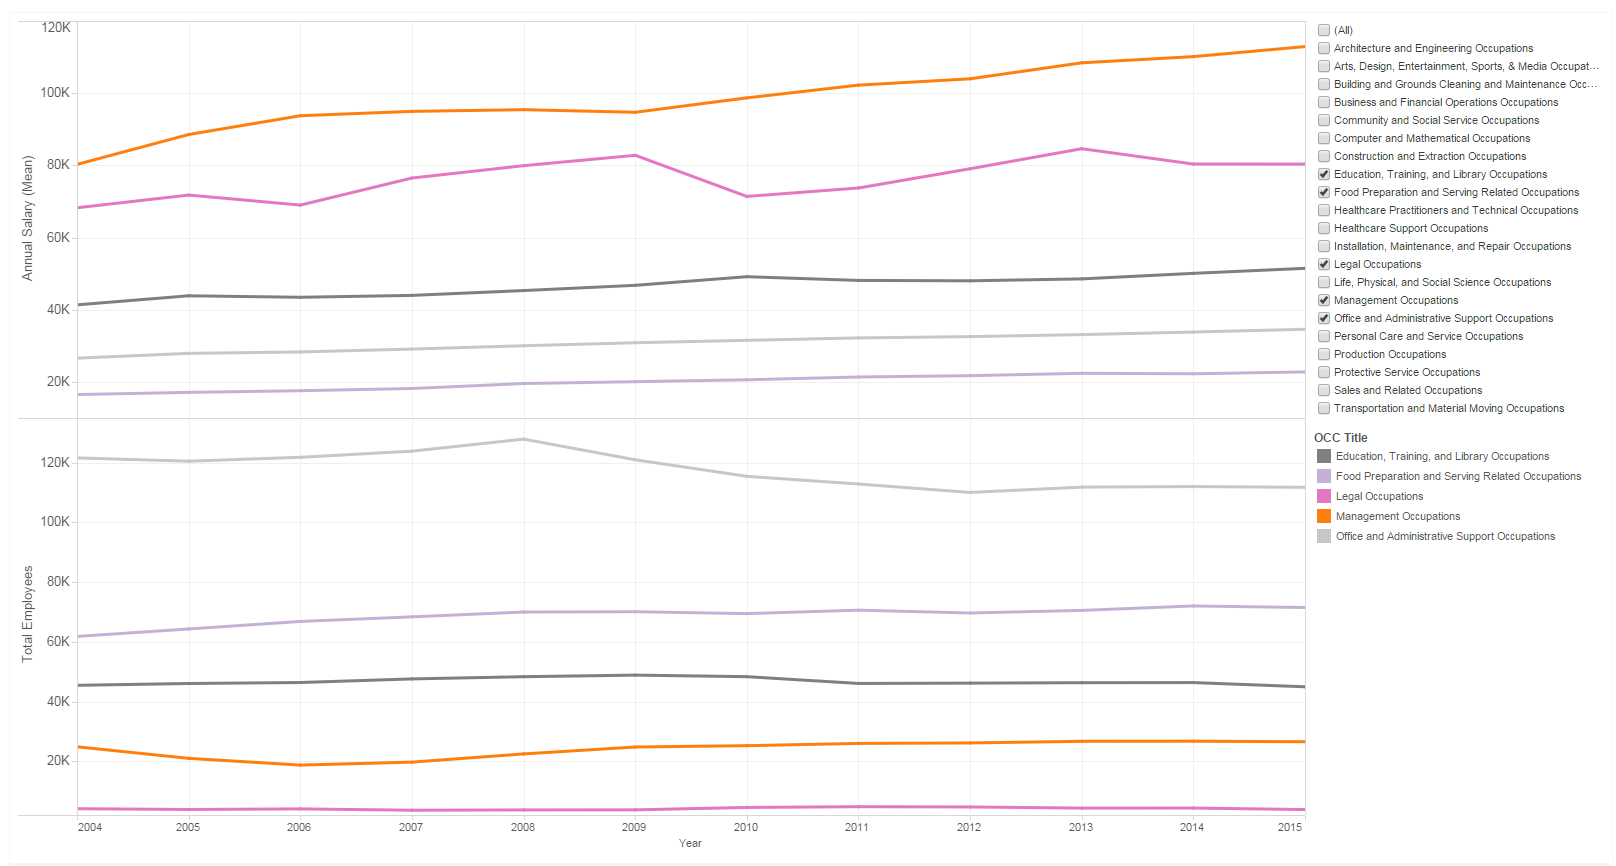 120K
100K
80K
60K
40K
20K
Annual Salary (Mean)
120K
100K
80K
60K
40K
20K
Total Employees
2004 2005 2006 2007 2008 2009 2010 2011 2012 2013 2014 2015
Year
(All)
Architecture and Engineering Occupations
Arts, Design, Entertainment, Sports, & Media Occupat...
Building and Grounds Cleaning and Maintenance Occ...
Business and Financial Operations Occupations
Community and Social Service Occupations
Computer and Mathematical Occupations
Construction and Extraction Occupations
Education, Training, and Library Occupations
Food Preparation and Serving Related Occupations
Healthcare Practitioners and Technical Occupations
Healthcare Support Occupations
Installation, Maintenance, and Repair Occupations
Legal Occupations
Life, Physical, and Social Science Occupations
Management Occupations
Office and Administrative Support Occupations
Personal Care and Service Occupations
Production Occupations
Protective Service Occupations
Sales and Related Occupations
Transportation and Material Moving Occupations
OCC Title
Education, Training, and Library Occupations
Food Preparation and Serving Related Occupations
Legal Occupations
Management Occupations
Office and Administrative Support Occupations